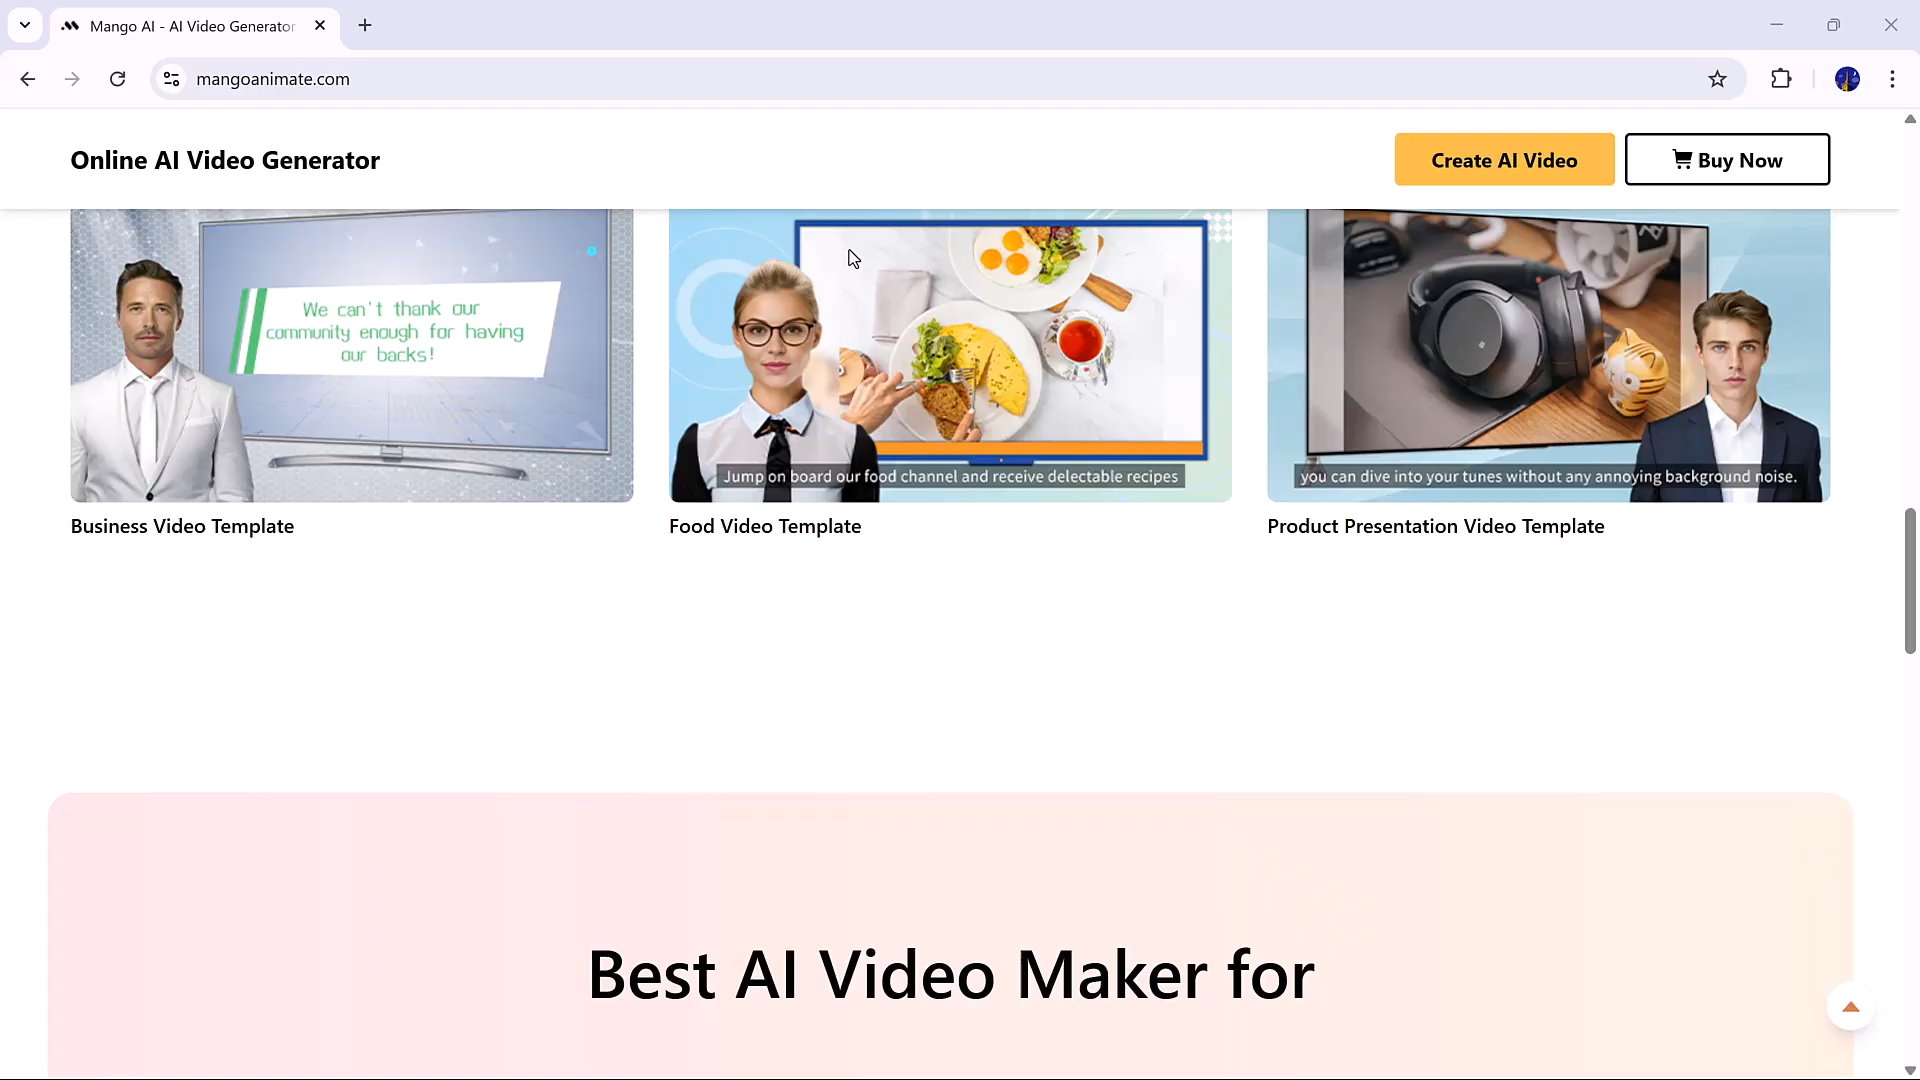 Mango AI - AI Video Generator
mangoanimate.com
Online AI Video Generator
Create AI Video
Buy Now
We can't thank our
community enough for having
our backs!
Jump on board our food channel and receive delectable recipes
you can dive into your tunes without any annoying background noise.
Business Video Template
Food Video Template
Product Presentation Video Template
Best AI Video Maker for